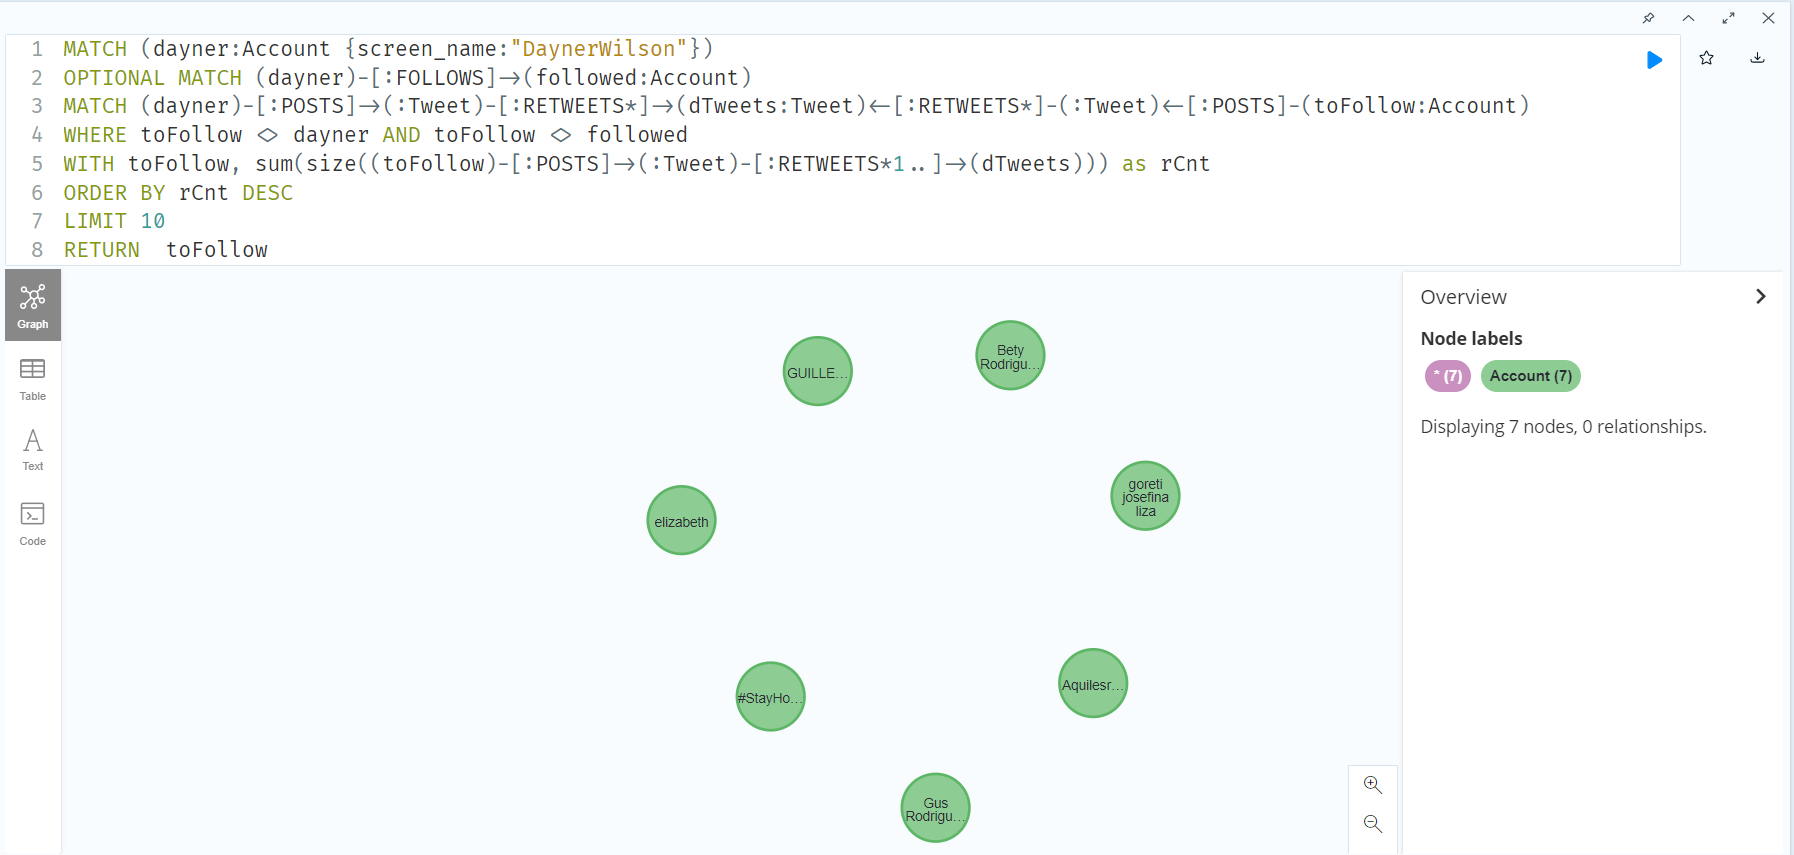 1 MATCH (dayner:Account {screen_name:"DaynerWilson"})
2 OPTIONAL MATCH (dayner)-[:FOLLOWS]→(followed:Account)
3 MATCH (dayner)-[:POSTS]→(:Tweet)-[:RETWEETS*]→(dTweets:Tweet)←[:RETWEETS*]-(:Tweet)←[:POSTS]-(toFollow:Account)
4 WHERE toFollow <> dayner AND toFollow <> followed
5 WITH toFollow, sum(size((toFollow)-[:POSTS]→(:Tweet)-[:RETWEETS*1..]→(dTweets))) as rCnt
6 ORDER BY rCnt DESC
7 LIMIT 10
8 RETURN  toFollow
Graph
Table
Text
Code
GUILLE...
Bety
Rodrigu...
elizabeth
goreti
josefina
liza
#StayHo...
Aquilesr...
Gus
Rodrigu...
Overview
Node labels
* (7)
Account (7)
Displaying 7 nodes, 0 relationships.